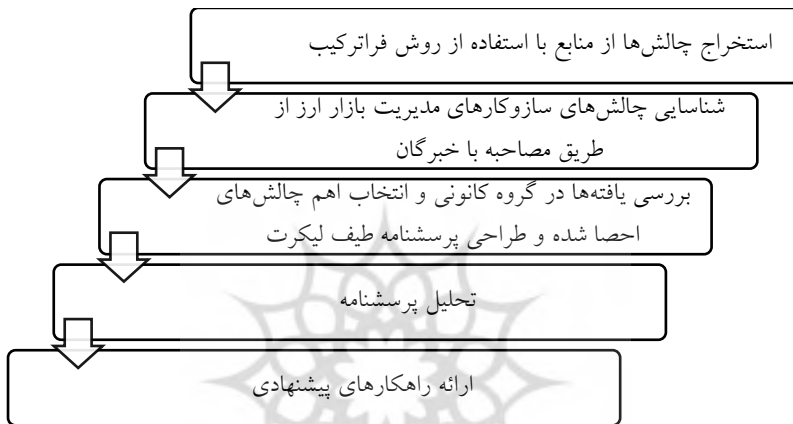 استخراج چالش‌ها از منابع با استفاده از روش فراترکیب
شناسایی چالش‌های سازوکارهای مدیریت بازار ارز از
طریق مصاحبه با خبرگان
بررسی یافته‌ها در گروه کانونی و انتخاب اهم چالش‌های
احصا شده و طراحی پرسشنامه طیف لیکرت
تحلیل پرسشنامه
ارائه راهکارهای پیشنهادی